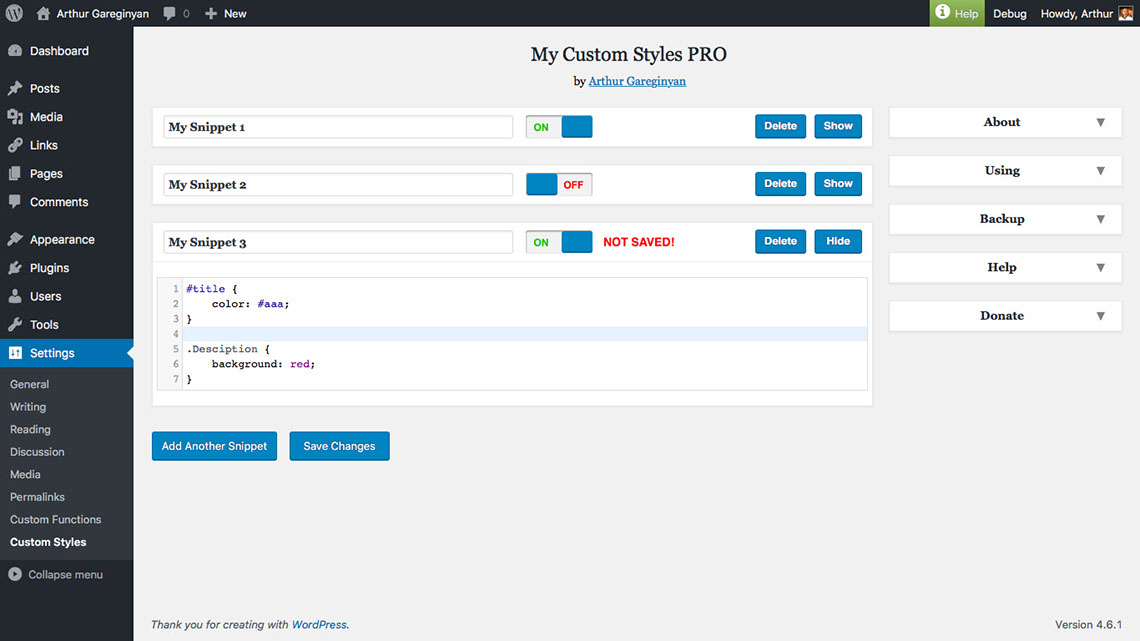 Arthur Gareginyan 0 New Help Debug Howdy, Arthur
Dashboard
Posts
Media
Links
Pages
Comments
Appearance
Plugins
Users
Tools
Settings
General
Writing
Reading
Discussion
Media
Permalinks
Custom Functions
Custom Styles
Collapse menu
My Custom Styles PRO
by Arthur Gareginyan
My Snippet 1 ON Delete Show
My Snippet 2 OFF Delete Show
My Snippet 3 ON NOT SAVED! Delete Hide
1 #title {
2 color: #aaa;
3 }
4
5 .Desciption {
6 background: red;
7 }
Add Another Snippet Save Changes
About
Using
Backup
Help
Donate
Thank you for creating with WordPress. Version 4.6.1